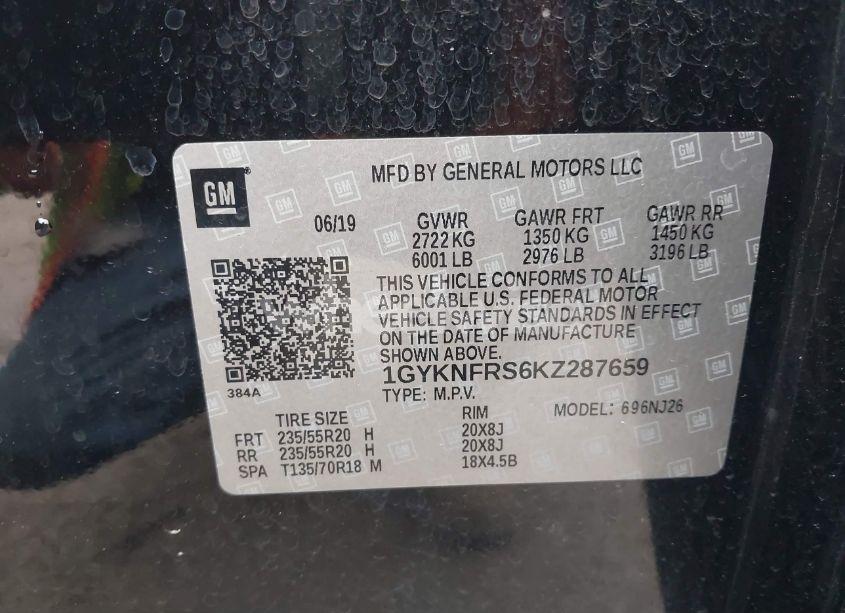 GM
MFD BY GENERAL MOTORS LLC
06/19
GVWR GAWR FRT GAWR RR
2722 KG 1350 KG 1450 KG
6001 LB 2976 LB 3196 LB
THIS VEHICLE CONFORMS TO ALL
APPLICABLE U.S. FEDERAL MOTOR
VEHICLE SAFETY STANDARDS IN EFFECT
ON THE DATE OF MANUFACTURE
SHOWN ABOVE.
1GYKNFRS6KZ287659
384A
TYPE: M.P.V. MODEL: 696NJ26
TIRE SIZE RIM
FRT 235/55R20 H 20X8J
RR 235/55R20 H 20X8J
SPA T135/70R18 M 18X4.5B